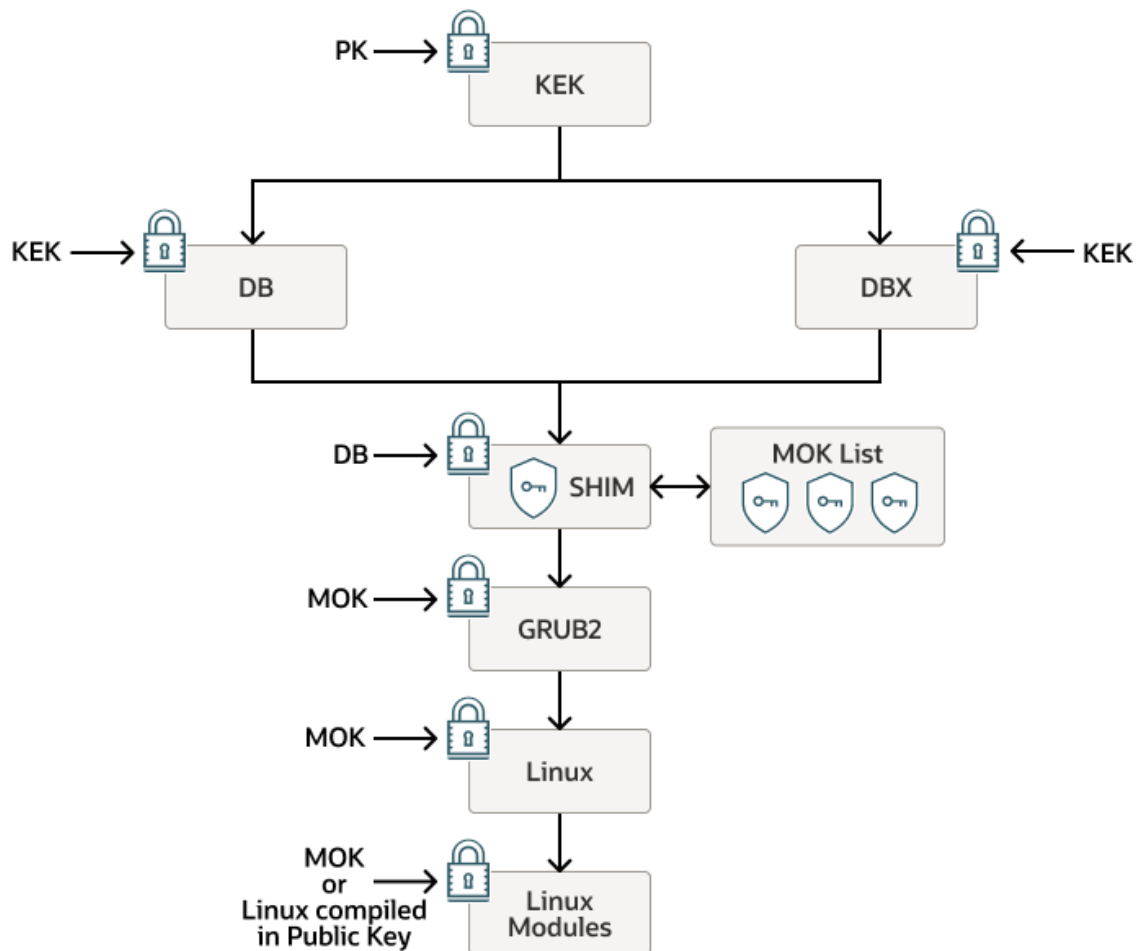 PK
KEK
KEK
DB
DBX
KEK
DB
SHIM
MOK List
MOK
GRUB2
MOK
Linux
MOK
or
Linux compiled
in Public Key
Linux
Modules